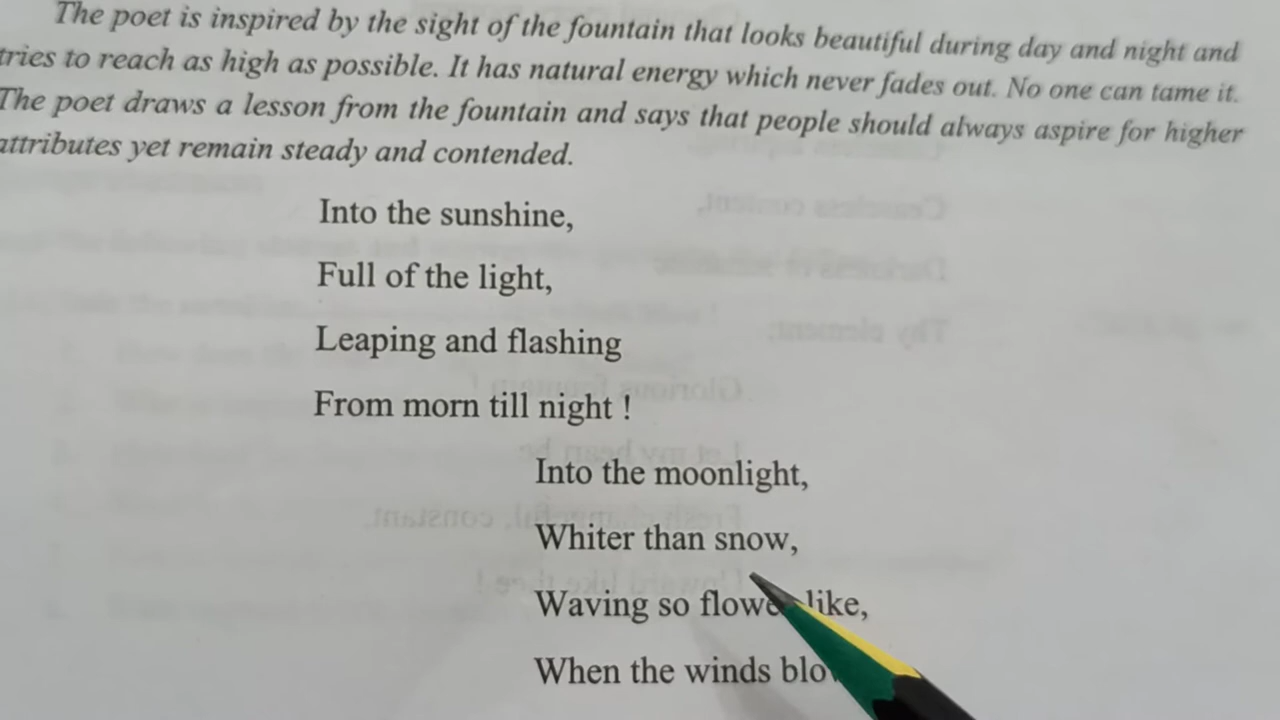 The poet is inspired by the sight of the fountain that looks beautiful during day and night and
tries to reach as high as possible. It has natural energy which never fades out. No one can tame it.
The poet draws a lesson from the fountain and says that people should always aspire for higher
attributes yet remain steady and contended.
Into the sunshine,
Full of the light,
Leaping and flashing
From morn till night !
Into the moonlight,
Whiter than snow,
Waving so flower-like,
When the winds blow